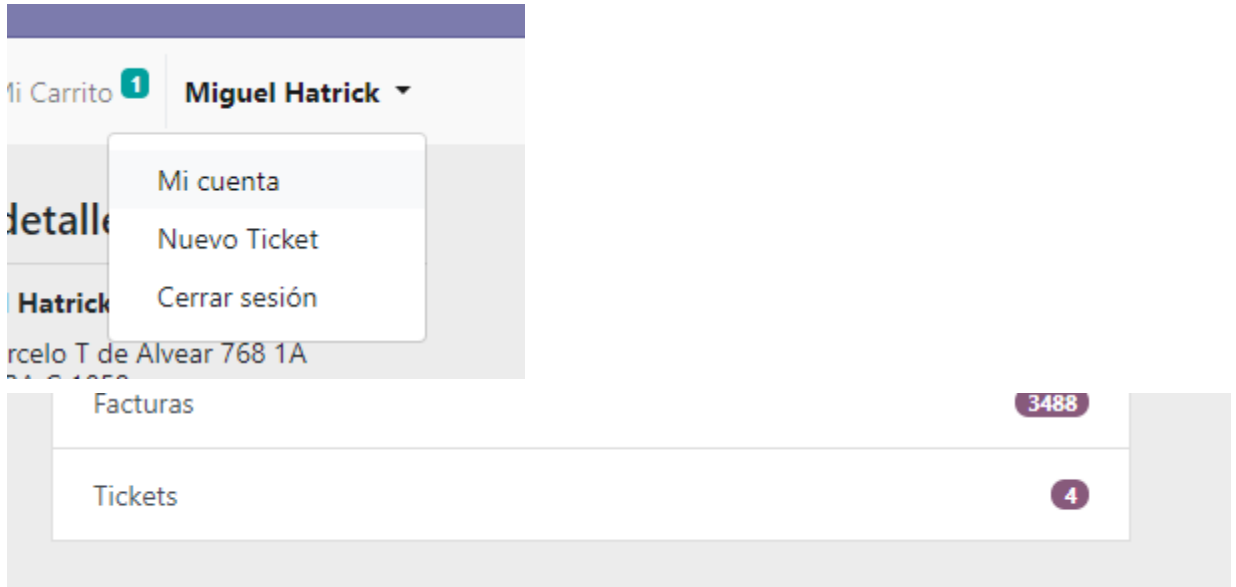 Mi Carrito 1 Miguel Hatrick
Mi cuenta
detalle
Nuevo Ticket
Hatrick
Cerrar sesión
rcelo T de Alvear 768 1A
Facturas 3488
Tickets 4